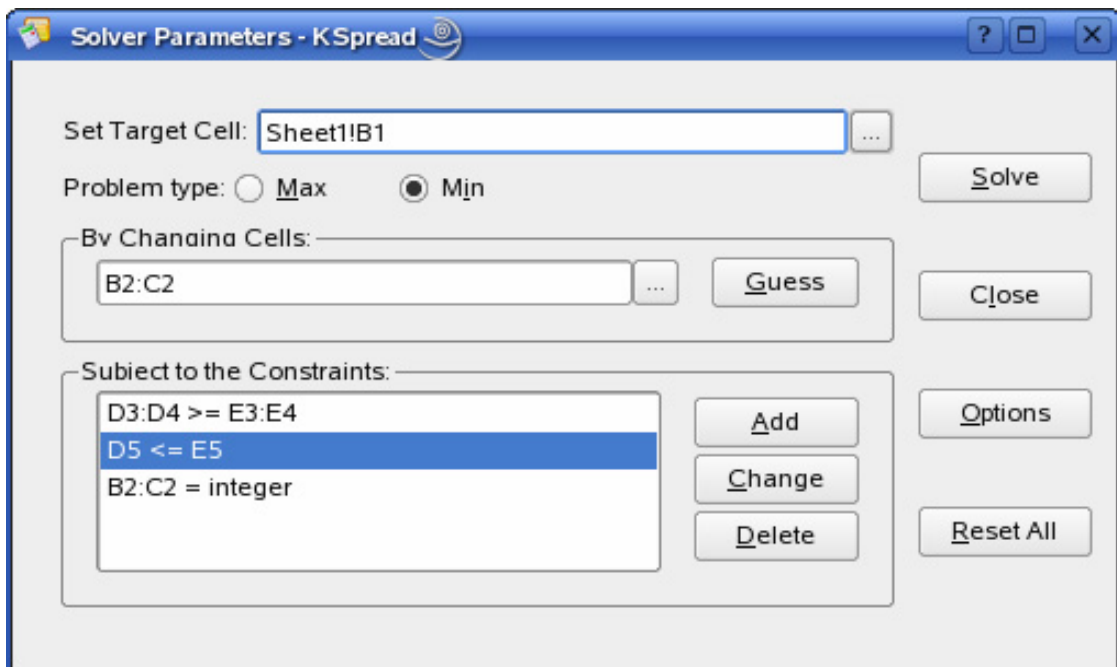 Solver Parameters - KSpread
?
Set Target Cell: Sheet1!B1 ...
Problem type: Max Min
Solve
By Changing Cells:
B2:C2 ... Guess
Close
Subject to the Constraints:
D3:D4 >= E3:E4
D5 <= E5
B2:C2 = integer
Add
Change
Delete
Options
Reset All